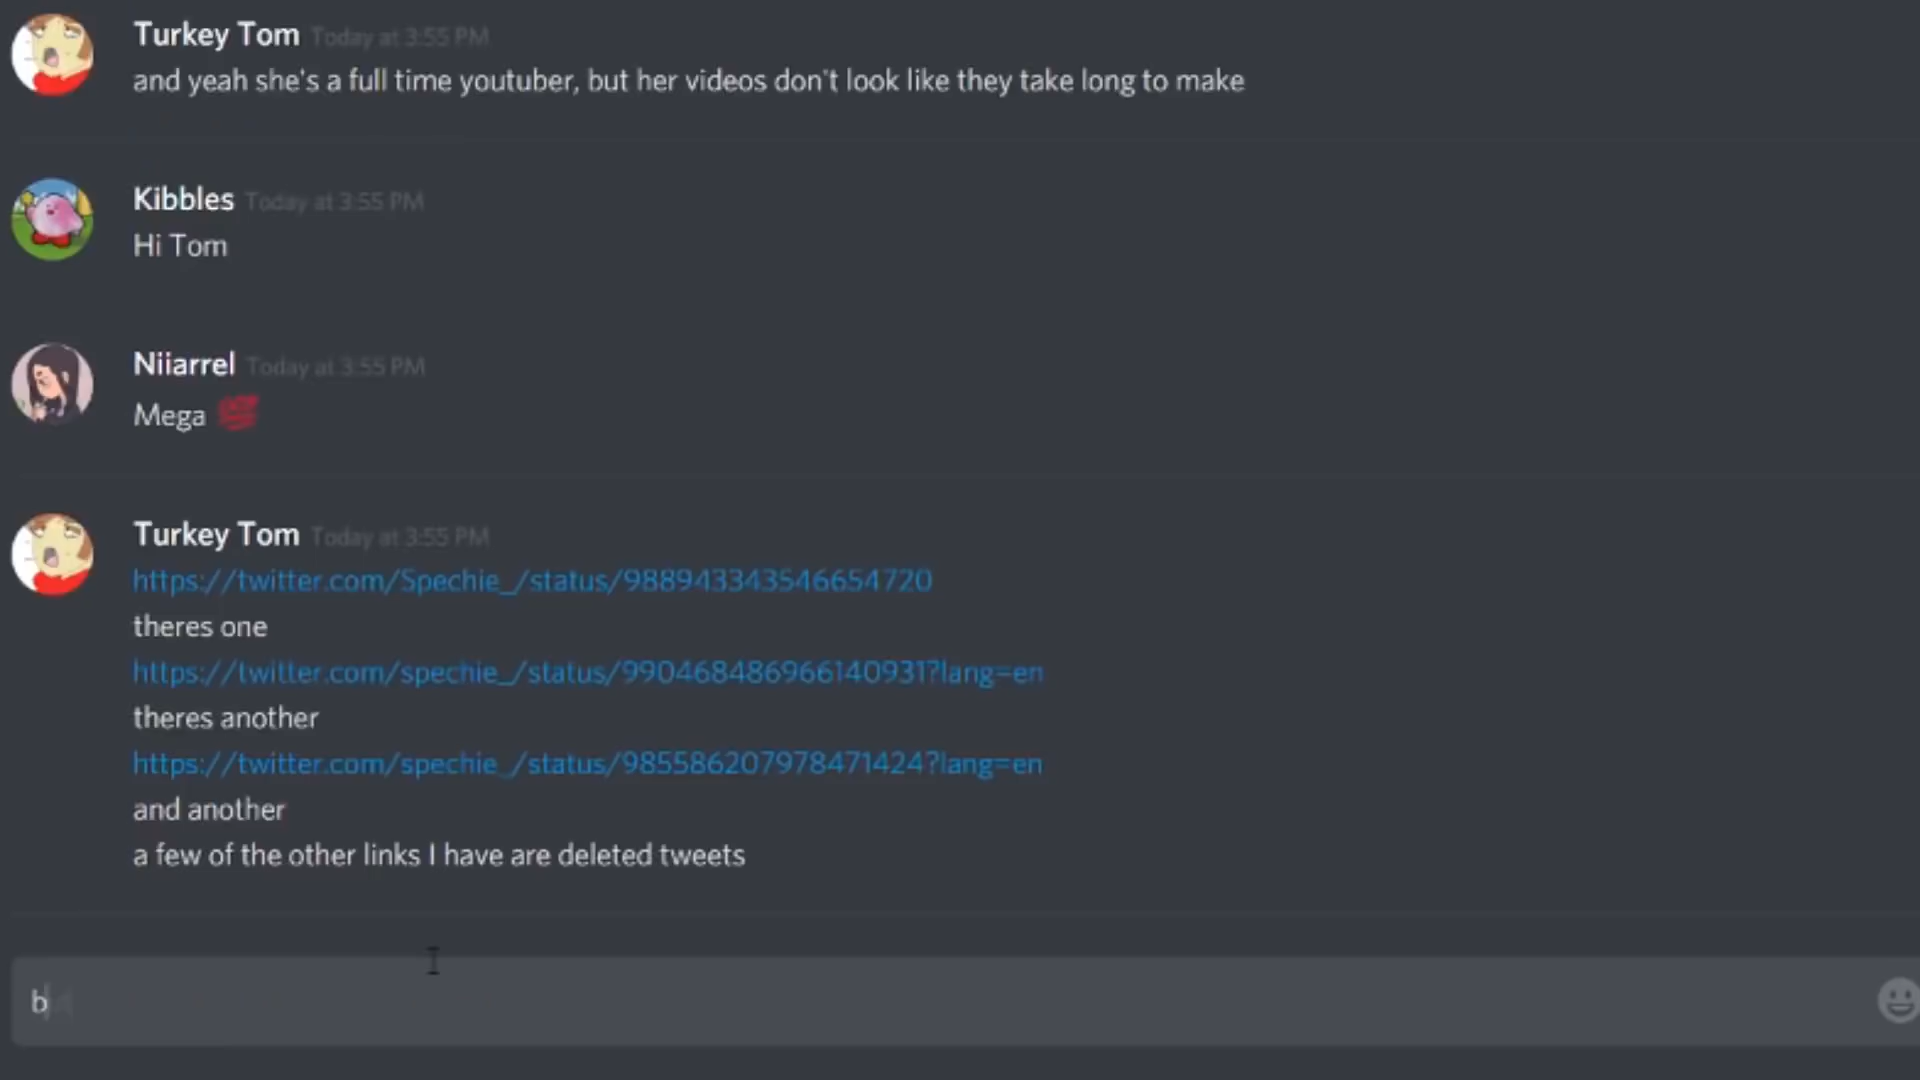 Turkey Tom Today at 3:55 PM
and yeah she's a full time youtuber, but her videos don't look like they take long to make
Kibbles Today at 3:55 PM
Hi Tom
Niiarrel Today at 3:55 PM
Mega 💯
Turkey Tom Today at 3:55 PM
https://twitter.com/Spechie_/status/988943343546654720
theres one
https://twitter.com/spechie_/status/990468486966140931?lang=en
theres another
https://twitter.com/spechie_/status/985586207978471424?lang=en
and another
a few of the other links I have are deleted tweets
b